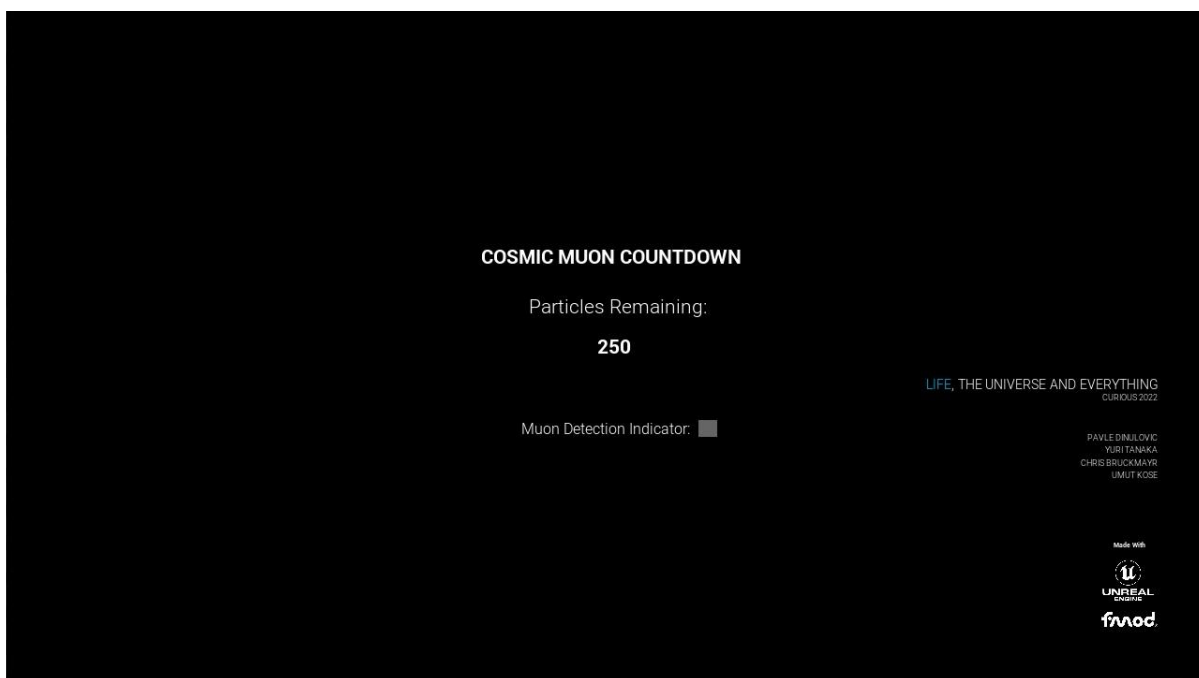 COSMIC MUON COUNTDOWN
Particles Remaining:
250
Muon Detection Indicator:
LIFE, THE UNIVERSE AND EVERYTHING
CURIOUS 2022
PAVLE DINULOVIC
YURI TANAKA
CHRIS BRUCKMAYR
UMUT KOSE
Made With
UNREAL
ENGINE
fmod